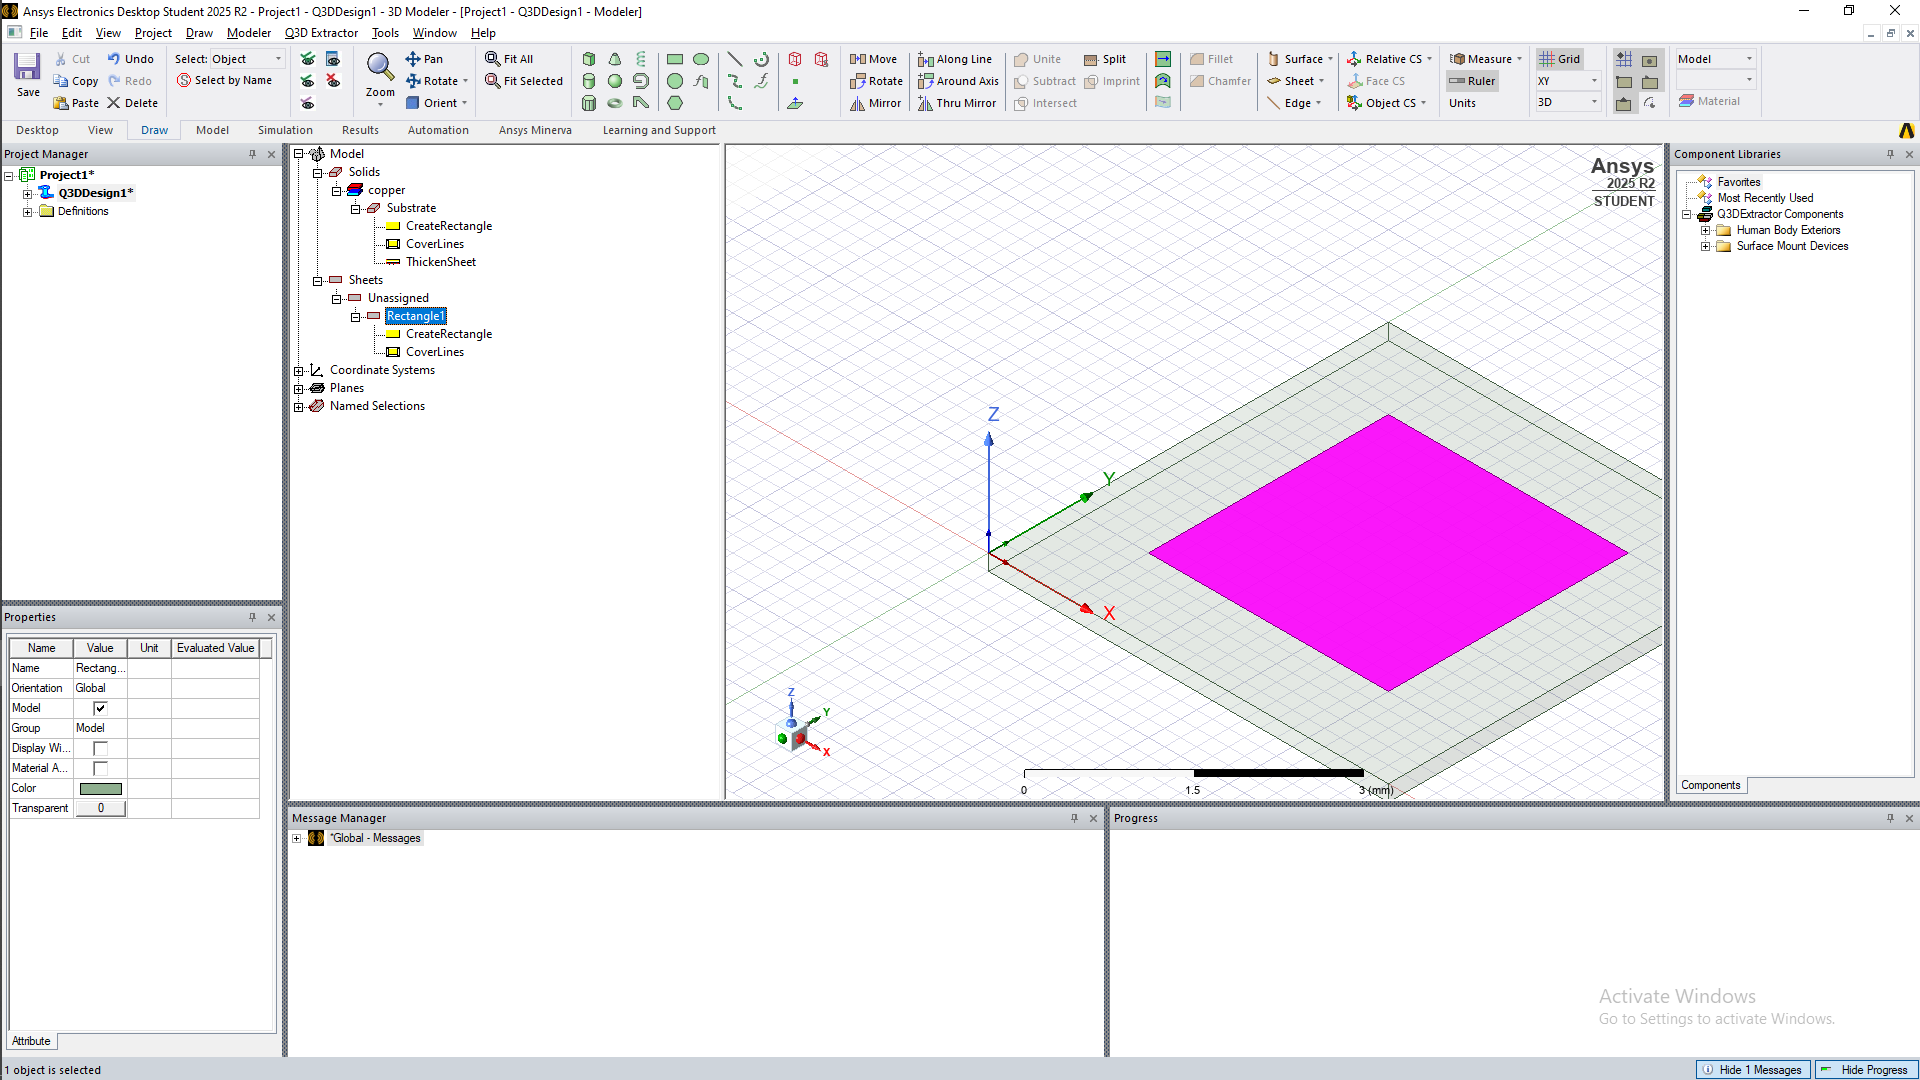 Ansys Electronics Desktop Student 2025 R2 - Project1 - Q3DDesign1 - 3D Modeler - [Project1 - Q3DDesign1 - Modeler]
File Edit View Project Draw Modeler Q3D Extractor Tools Window Help
Save
Cut Undo
Copy Redo
Paste Delete
Select: Object
Select by Name
Zoom
Pan
Rotate
Orient
Fit All
Fit Selected
Move Along Line Unite Split
Rotate Around Axis Subtract Imprint
Mirror Thru Mirror Intersect
Fillet
Chamfer
Surface
Sheet
Edge
Relative CS
Face CS
Object CS
Measure
Ruler
Units
Grid
XY
3D
Model
Material
Desktop View Draw Model Simulation Results Automation Ansys Minerva Learning and Support
Project Manager
Project1*
Q3DDesign1*
Definitions
Model
Solids
copper
Substrate
CreateRectangle
CoverLines
ThickenSheet
Sheets
Unassigned
Rectangle1
CreateRectangle
CoverLines
Coordinate Systems
Planes
Named Selections
Ansys
2025 R2
STUDENT
Z
Y
X
Z
Y
X
0 1.5 3 (mm)
Component Libraries
Favorites
Most Recently Used
Q3DExtractor Components
Human Body Exteriors
Surface Mount Devices
Components
Properties
Name Value Unit Evaluated Value
Name Rectang...
Orientation Global
Model
Group Model
Display Wi...
Material A...
Color
Transparent 0
Attribute
Message Manager
*Global - Messages
Progress
Activate Windows
Go to Settings to activate Windows.
1 object is selected
Hide 1 Messages
Hide Progress